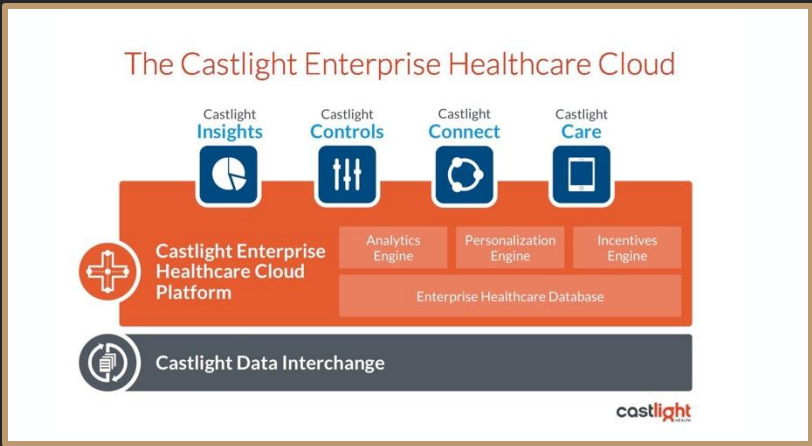 The Castlight Enterprise Healthcare Cloud
Castlight
Insights
Castlight
Controls
Castlight
Connect
Castlight
Care
Castlight Enterprise
Healthcare Cloud
Platform
Analytics
Engine
Personalization
Engine
Incentives
Engine
Enterprise Healthcare Database
Castlight Data Interchange
castlight
HEALTH